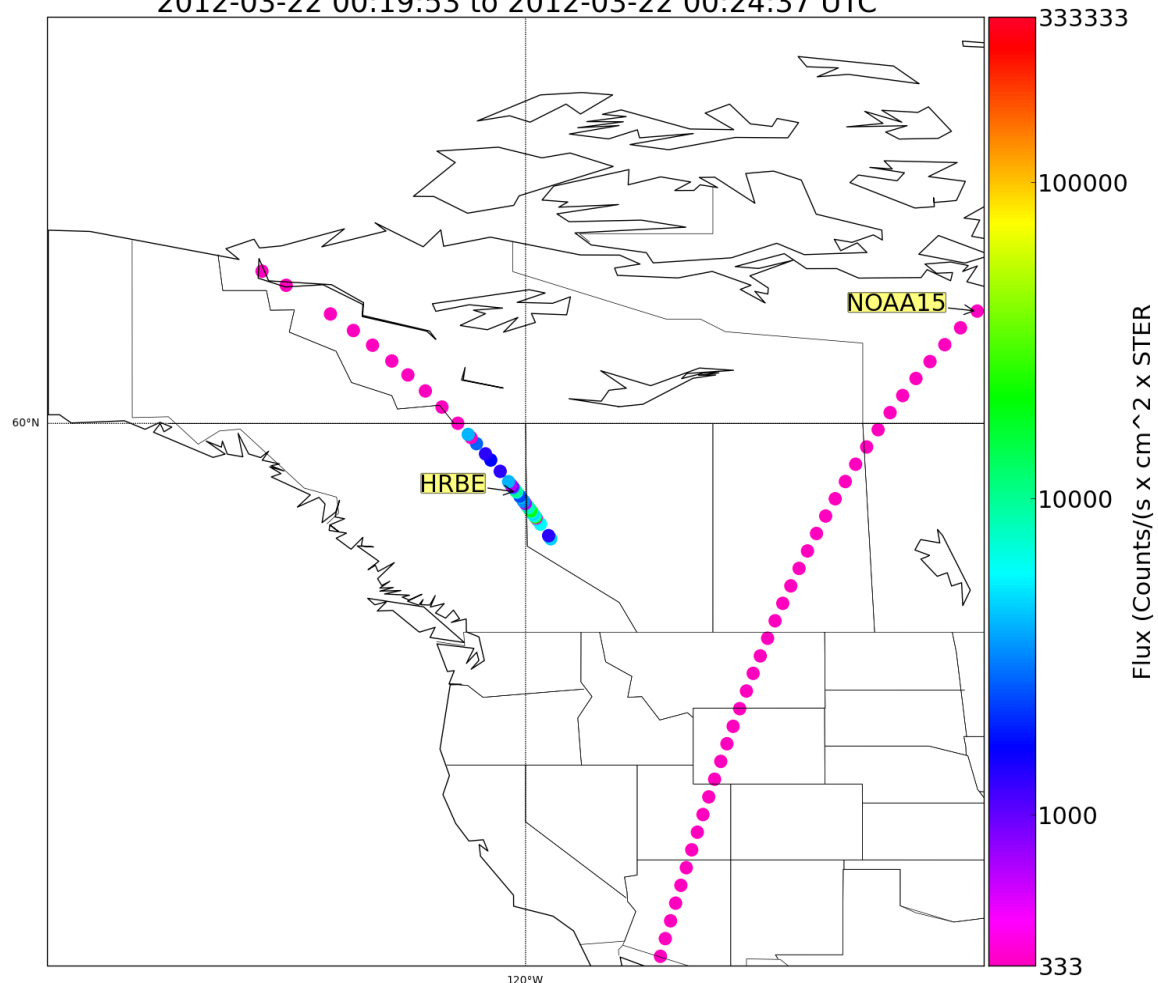 2012-03-22 00:19:53 to 2012-03-22 00:24:37 UTC
333333
100000
NOAA15
60°N
HRBE
10000
Flux (Counts/(s x cm^2 x STER
1000
333
120°W